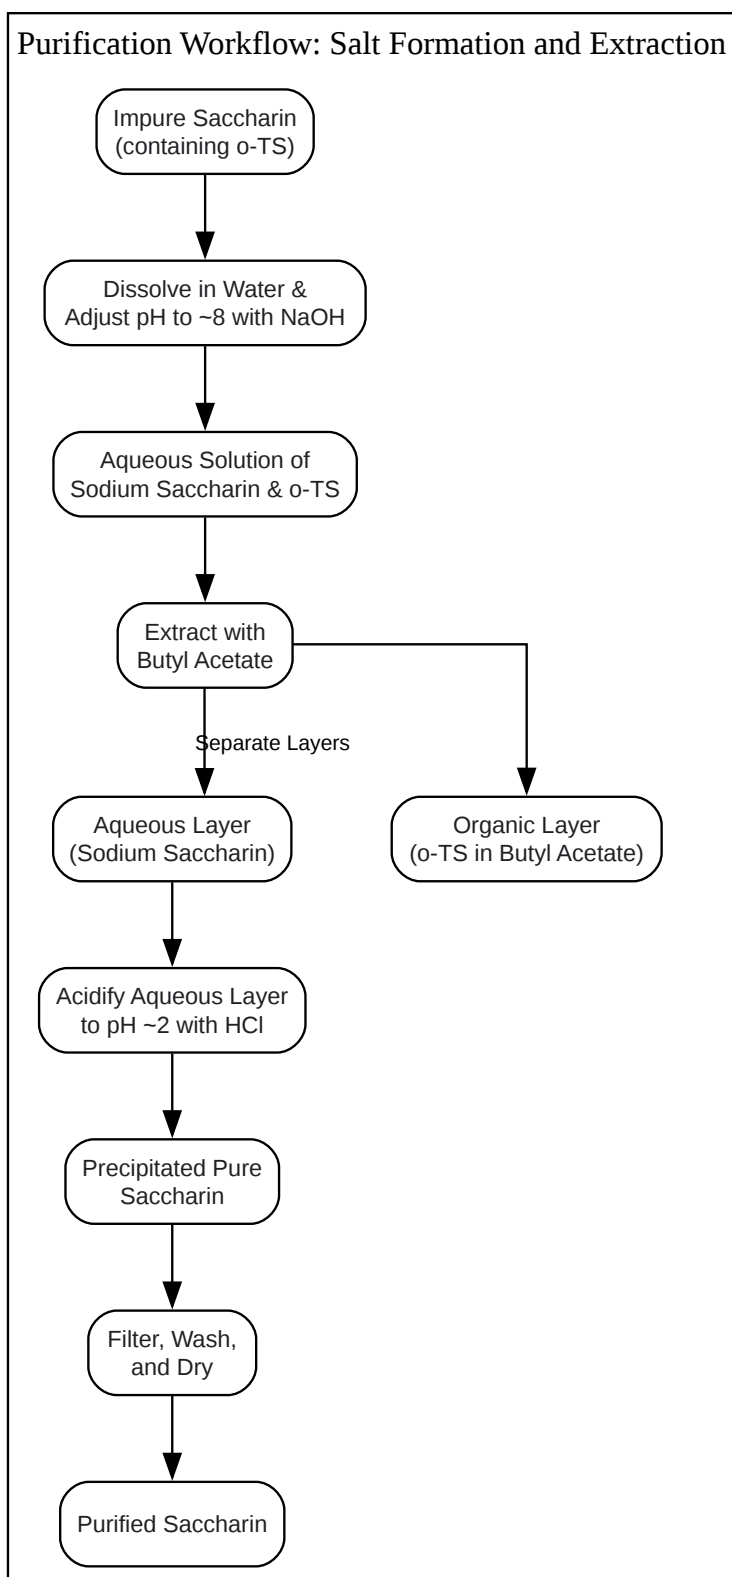 Purification Workflow: Salt Formation and Extraction
Impure Saccharin
(containing o-TS)
Dissolve in Water &
Adjust pH to ~8 with NaOH
Aqueous Solution of
Sodium Saccharin & o-TS
Extract with
Butyl Acetate
Separate Layers
Aqueous Layer
(Sodium Saccharin)
Organic Layer
(o-TS in Butyl Acetate)
Acidify Aqueous Layer
to pH ~2 with HCl
Precipitated Pure
Saccharin
Filter, Wash,
and Dry
Purified Saccharin